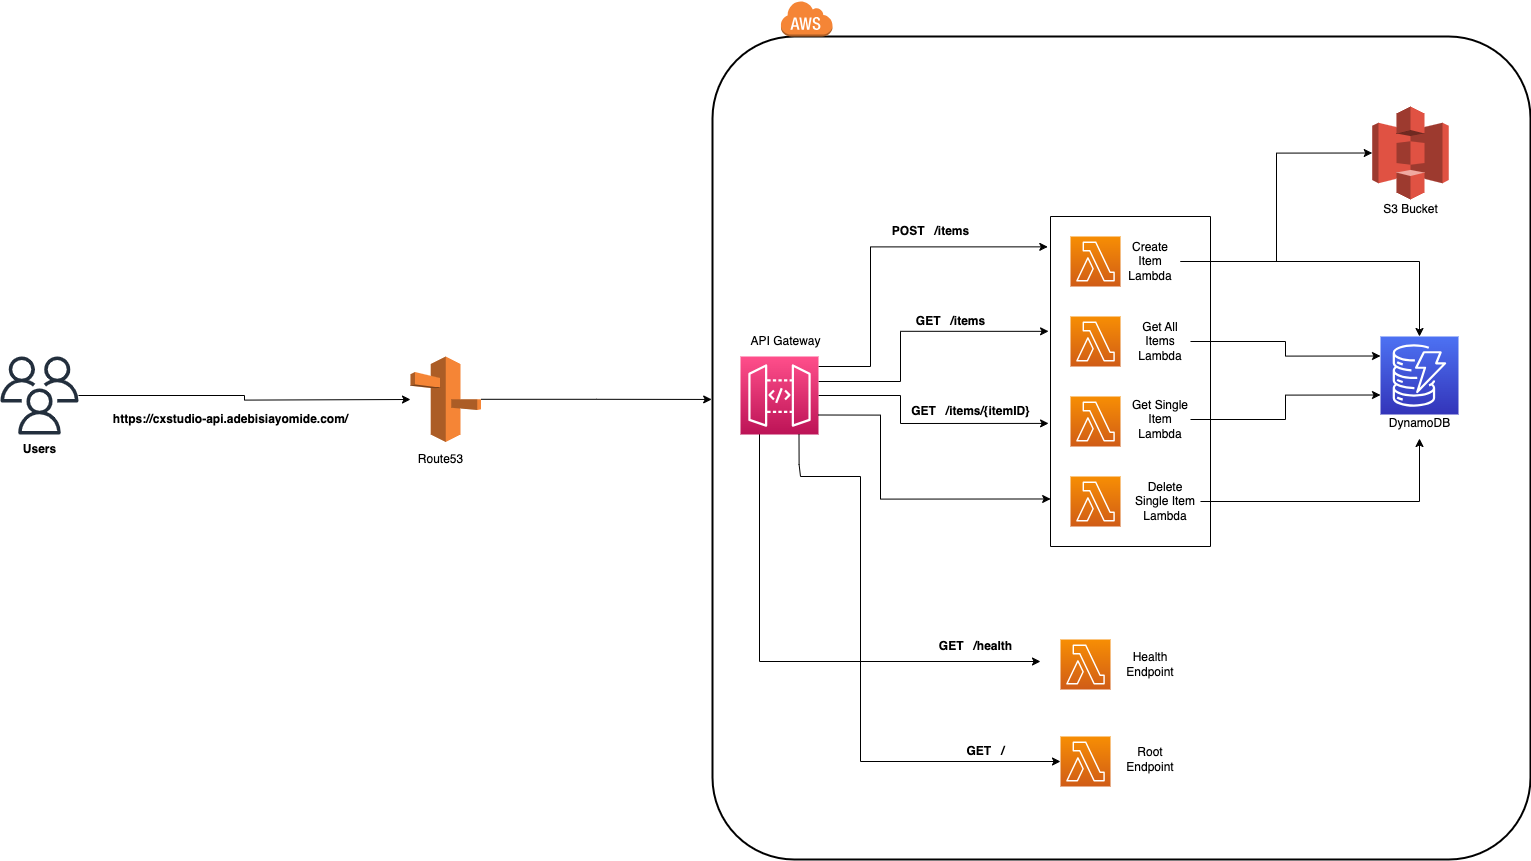 AWS
S3 Bucket
POST /items
Create
Item
Lambda
GET /items
Get All
Items
Lambda
API Gateway
</>
GET /items/{itemID}
Get Single
Item
Lambda
DynamoDB
https://cxstudio-api.adebisiayomide.com/
Users
Route53
Delete
Single Item
Lambda
GET /health
Health
Endpoint
GET /
Root
Endpoint